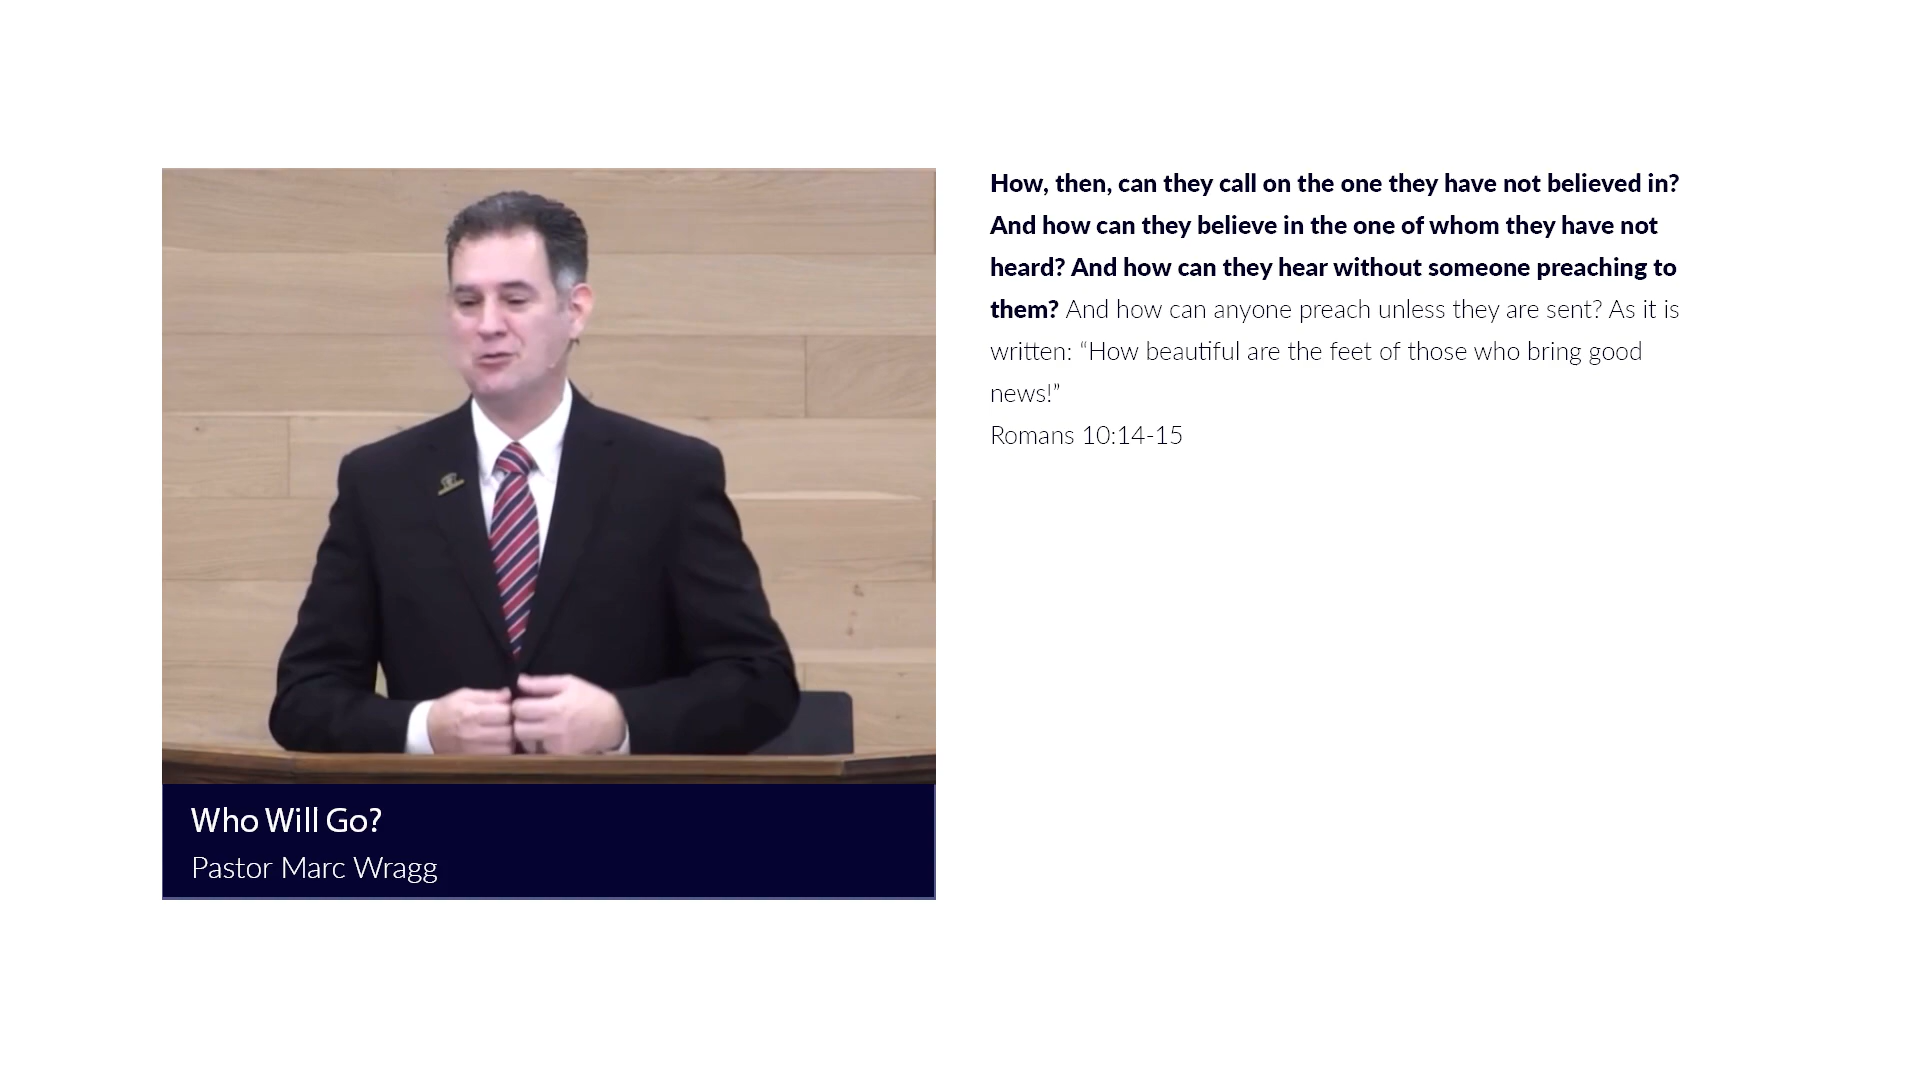 How, then, can they call on the one they have not believed in?
And how can they believe in the one of whom they have not
heard? And how can they hear without someone preaching to
them? And how can anyone preach unless they are sent? As it is
written: “How beautiful are the feet of those who bring good
news!”
Romans 10:14-15
Who Will Go?
Pastor Marc Wragg